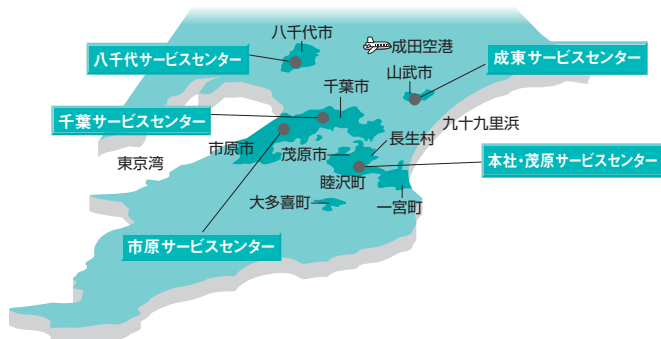 八千代市
成田空港
八千代サービスセンター
成東サービスセンター
山武市
千葉市
千葉サービスセンター
九十九里浜
長生村
市原市
茂原市
東京湾
本社・茂原サービスセンター
睦沢町
大多喜町
一宮町
市原サービスセンター